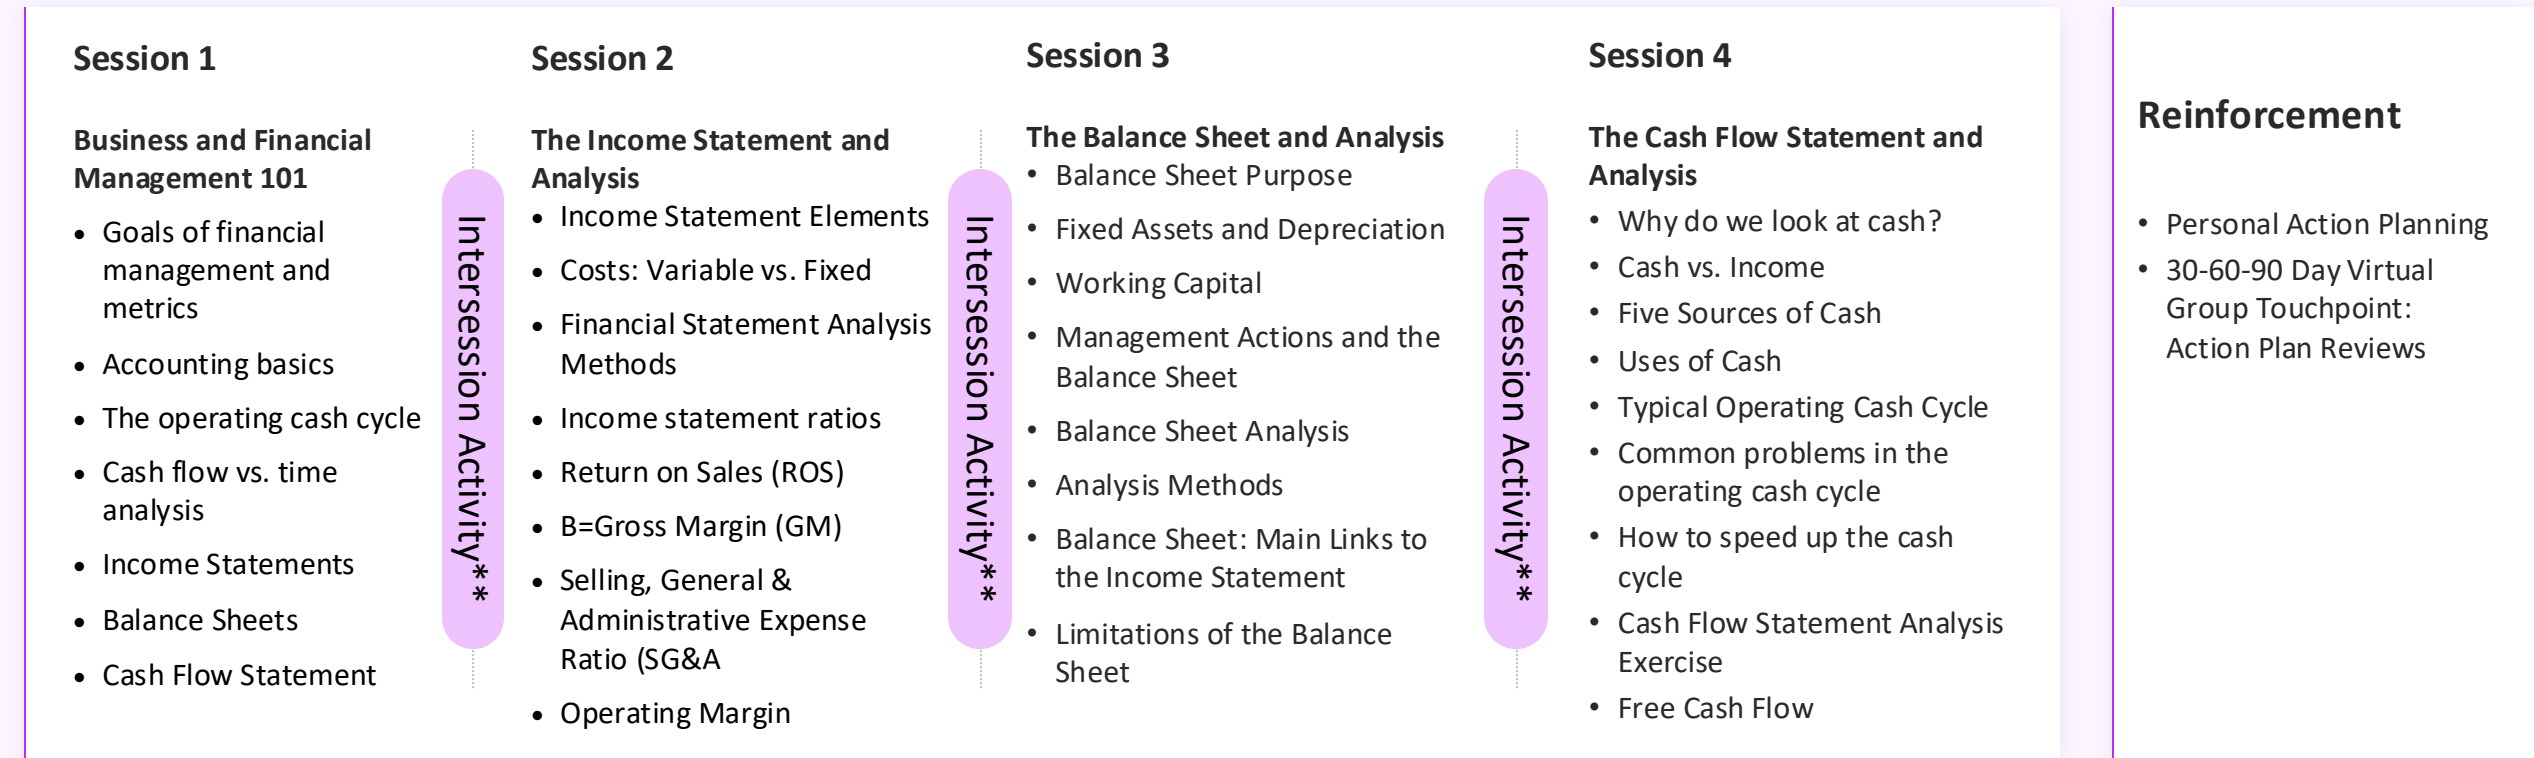 Session 1
Business and Financial
Management 101
• Goals of financial
management and
metrics
• Accounting basics
• The operating cash cycle
• Cash flow vs. time
analysis
• Income Statements
• Balance Sheets
• Cash Flow Statement
Intersession Activity**
Session 2
The Income Statement and
Analysis
• Income Statement Elements
• Costs: Variable vs. Fixed
• Financial Statement Analysis
Methods
• Income statement ratios
• Return on Sales (ROS)
• B=Gross Margin (GM)
• Selling, General &
Administrative Expense
Ratio (SG&A
• Operating Margin
Intersession Activity**
Session 3
The Balance Sheet and Analysis
• Balance Sheet Purpose
• Fixed Assets and Depreciation
• Working Capital
• Management Actions and the
Balance Sheet
• Balance Sheet Analysis
• Analysis Methods
• Balance Sheet: Main Links to
the Income Statement
• Limitations of the Balance
Sheet
Intersession Activity**
Session 4
The Cash Flow Statement and
Analysis
• Why do we look at cash?
• Cash vs. Income
• Five Sources of Cash
• Uses of Cash
• Typical Operating Cash Cycle
• Common problems in the
operating cash cycle
• How to speed up the cash
cycle
• Cash Flow Statement Analysis
Exercise
• Free Cash Flow
Reinforcement
• Personal Action Planning
• 30-60-90 Day Virtual
Group Touchpoint:
Action Plan Reviews